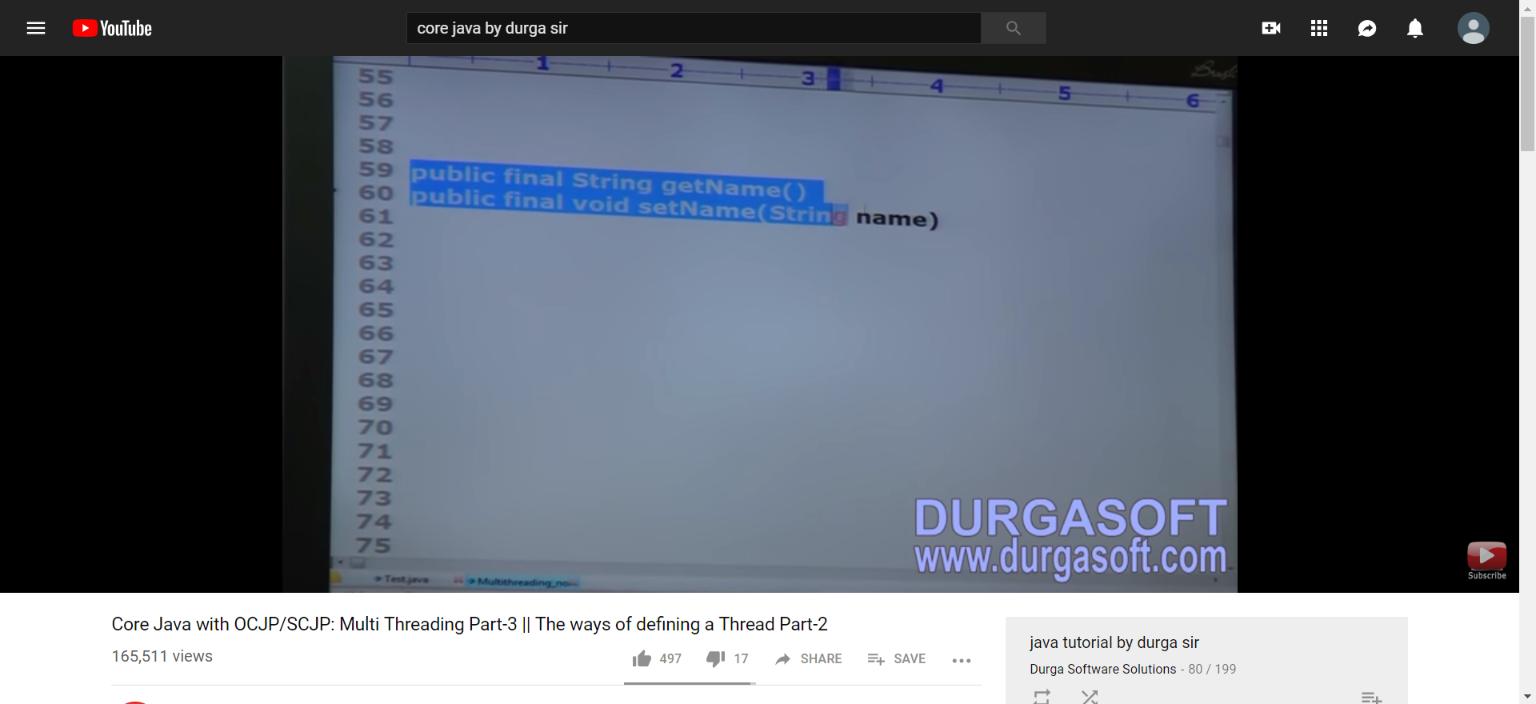 YouTube
core java by durga sir
Brush
1 2 3 4 5 6
55
56
57
58
59 public final String getName()
60 public final void setName(String name)
61
62
63
64
65
66
67
68
69
70
71
72
73
74
75
DURGASOFT
www.durgasoft.com
Test.java
Subscribe
Core Java with OCJP/SCJP: Multi Threading Part-3 || The ways of defining a Thread Part-2
165,511 views
497 17 SHARE SAVE
java tutorial by durga sir
Durga Software Solutions - 80 / 199